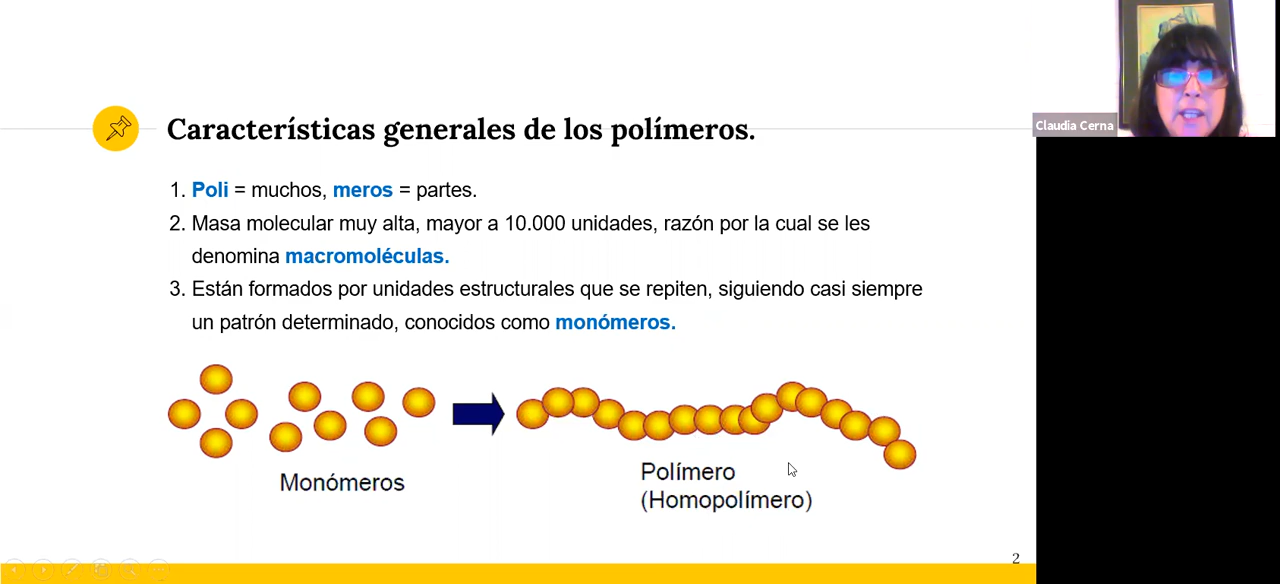 Características generales de los polímeros.
Claudia Cerna
1. Poli = muchos, meros = partes.
2. Masa molecular muy alta, mayor a 10.000 unidades, razón por la cual se les
denomina macromoléculas.
3. Están formados por unidades estructurales que se repiten, siguiendo casi siempre
un patrón determinado, conocidos como monómeros.
Monómeros
Polímero
(Homopolímero)
2